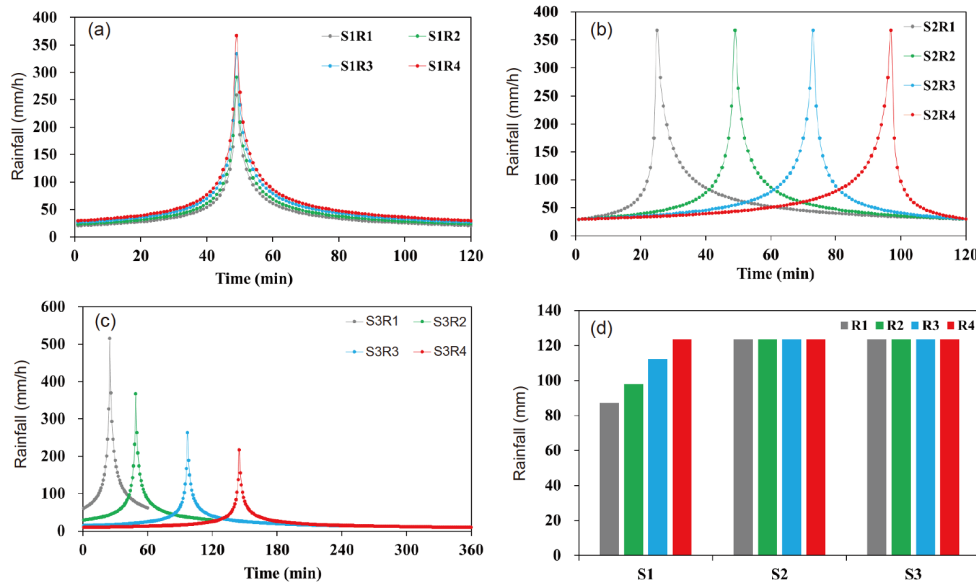 (a)
S1R1 S1R2
S1R3 S1R4
Rainfall (mm/h)
400
350
300
250
200
150
100
50
0
0 20 40 60 80 100 120
Time (min)
(b)
S2R1
S2R2
S2R3
S2R4
Rainfall (mm/h)
400
350
300
250
200
150
100
50
0
0 20 40 60 80 100 120
Time (min)
(c)
S3R1 S3R2
S3R3 S3R4
Rainfall (mm/h)
600
500
400
300
200
100
0
0 60 120 180 240 300 360
Time (min)
(d)
R1 R2 R3 R4
Rainfall (mm)
140
120
100
80
60
40
20
0
S1 S2 S3